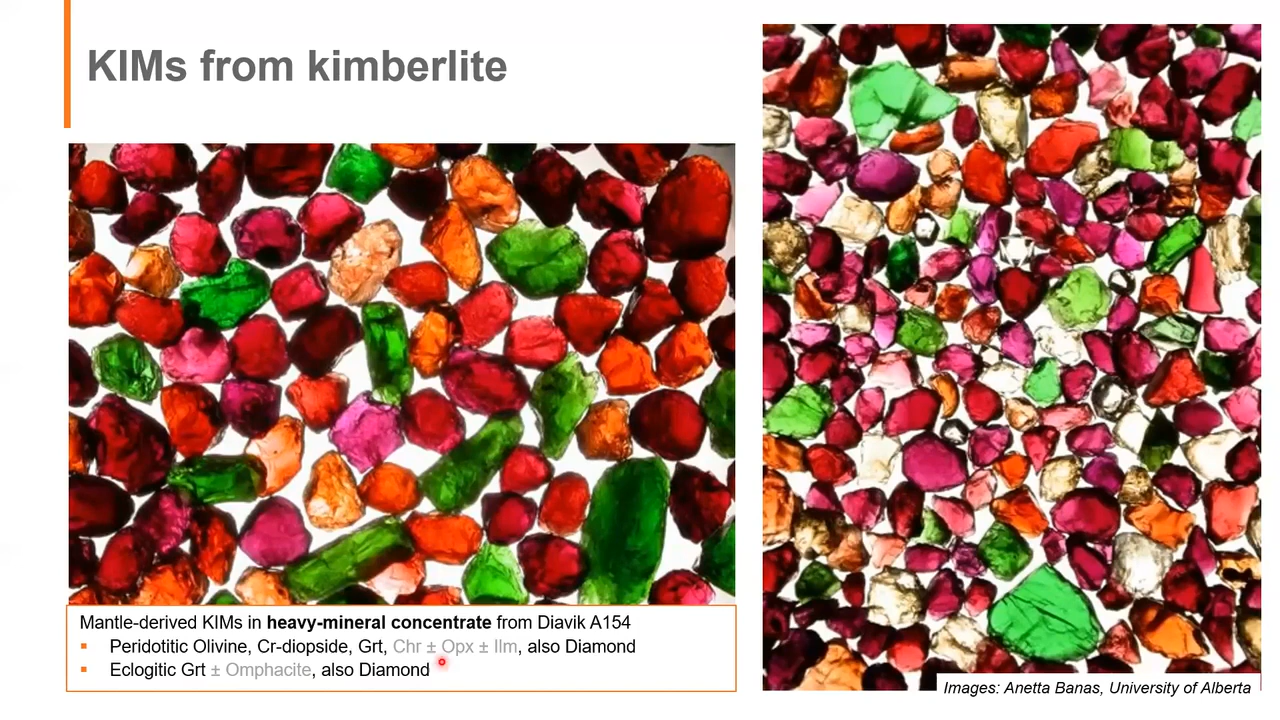 KIMs from kimberlite
Mantle-derived KIMs in heavy-mineral concentrate from Diavik A154
▪ Peridotitic Olivine, Cr-diopside, Grt, Chr ± Opx ± Ilm, also Diamond
▪ Eclogitic Grt ± Omphacite, also Diamond
Images: Anetta Banas, University of Alberta